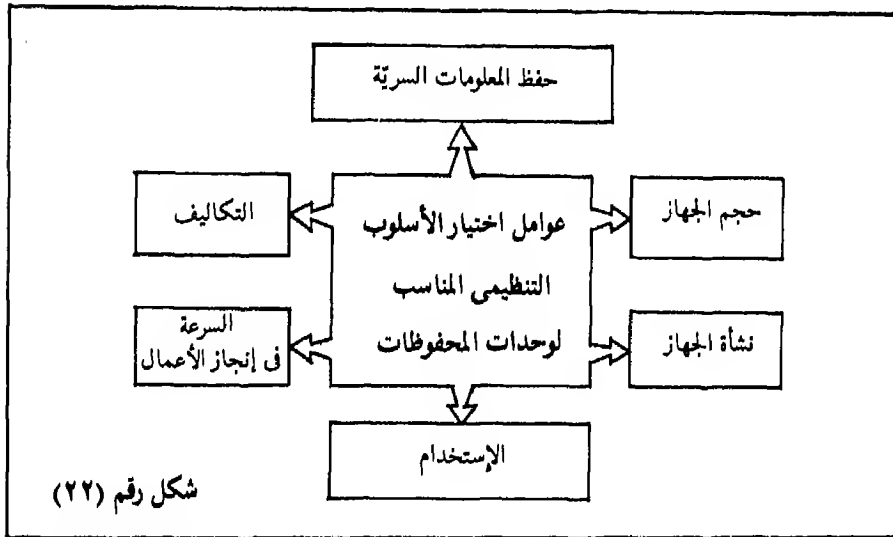 حفظ المعلومات السريّة
حجم الجهاز
التكاليف
عوامل اختيار الأسلوب
التنظيمى المناسب
لوحدات المحفوظات
نشأة الجهاز
السرعة
فى إنجاز الأعمال
الإستخدام
شكل رقم (٢٢)